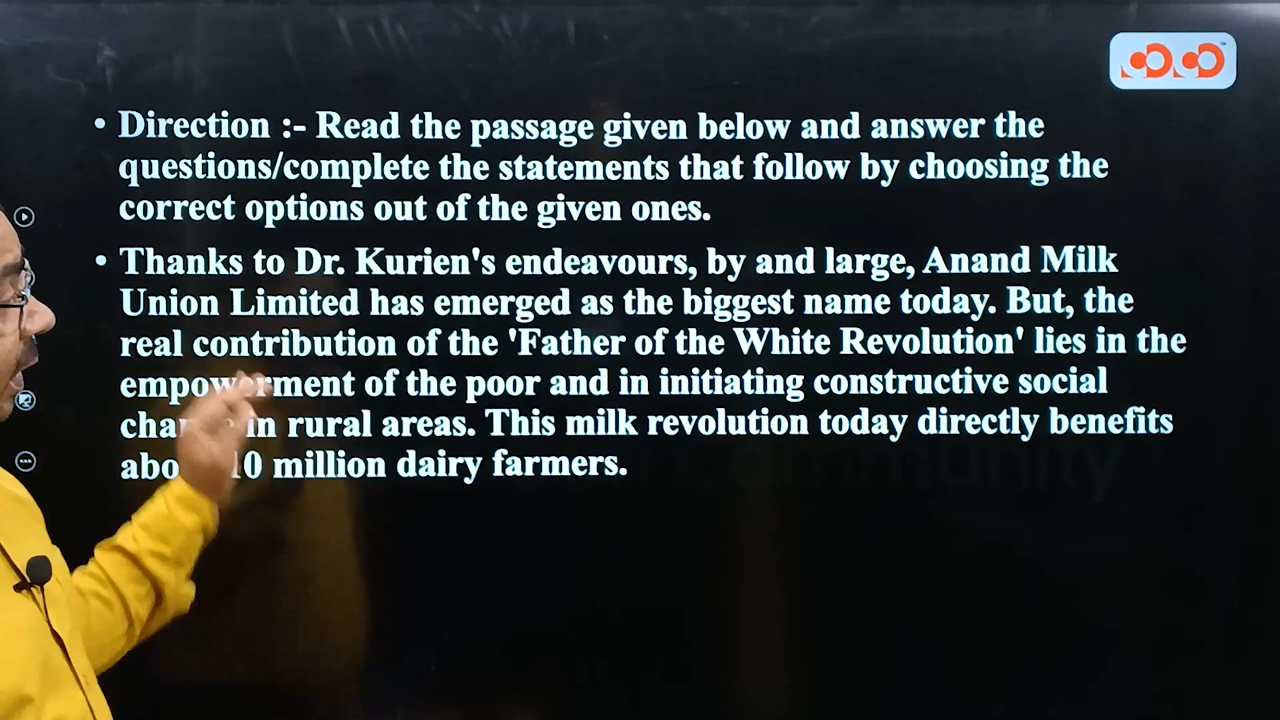 • Direction :- Read the passage given below and answer the
questions/complete the statements that follow by choosing the
correct options out of the given ones.
• Thanks to Dr. Kurien's endeavours, by and large, Anand Milk
Union Limited has emerged as the biggest name today. But, the
real contribution of the 'Father of the White Revolution' lies in the
empowerment of the poor and in initiating constructive social
in rural areas. This milk revolution today directly benefits
million dairy farmers.